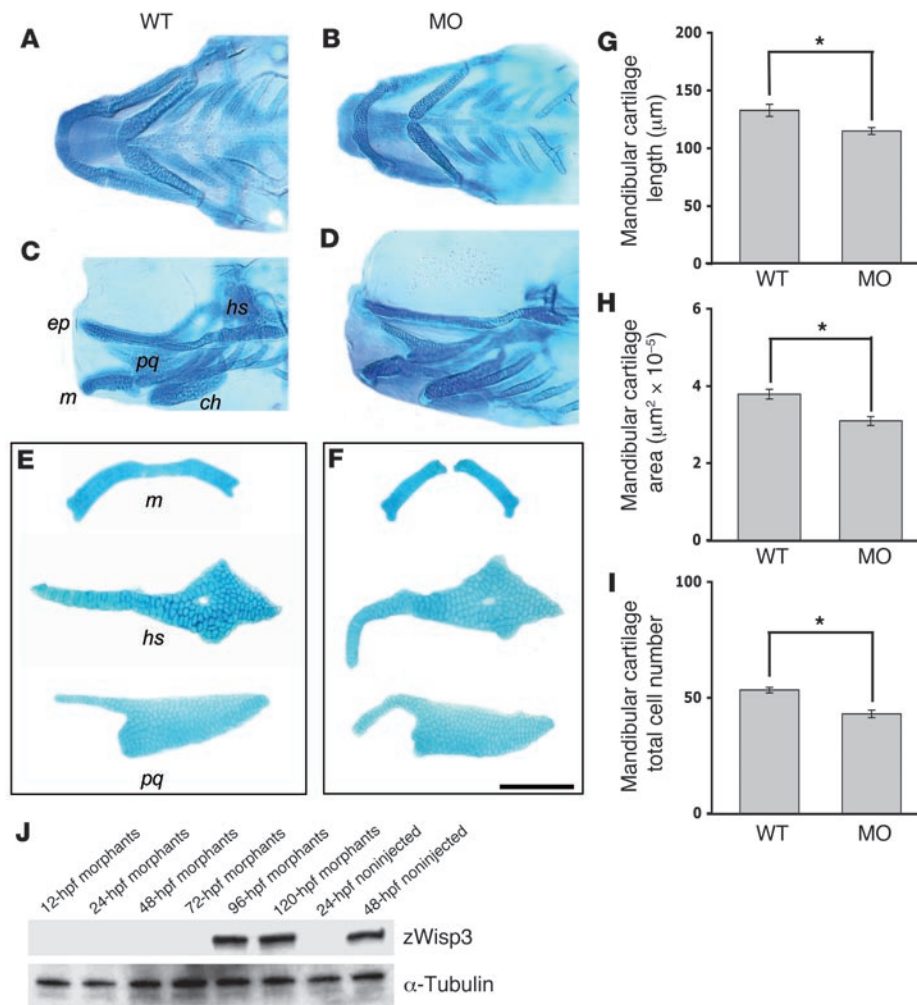 WT
MO
A
B
C
D
ep
pq
hs
m
ch
E
F
m
hs
pq
G
Mandibular cartilage
length (μm)
200
150
100
50
0
*
WT
MO
H
Mandibular cartilage
area (μm² × 10⁻⁵)
6
4
2
0
*
WT
MO
I
Mandibular cartilage
total cell number
100
50
0
*
WT
MO
J
12-hpf morphants
24-hpf morphants
48-hpf morphants
72-hpf morphants
96-hpf morphants
120-hpf morphants
24-hpf noninjected
48-hpf noninjected
zWisp3
α-Tubulin